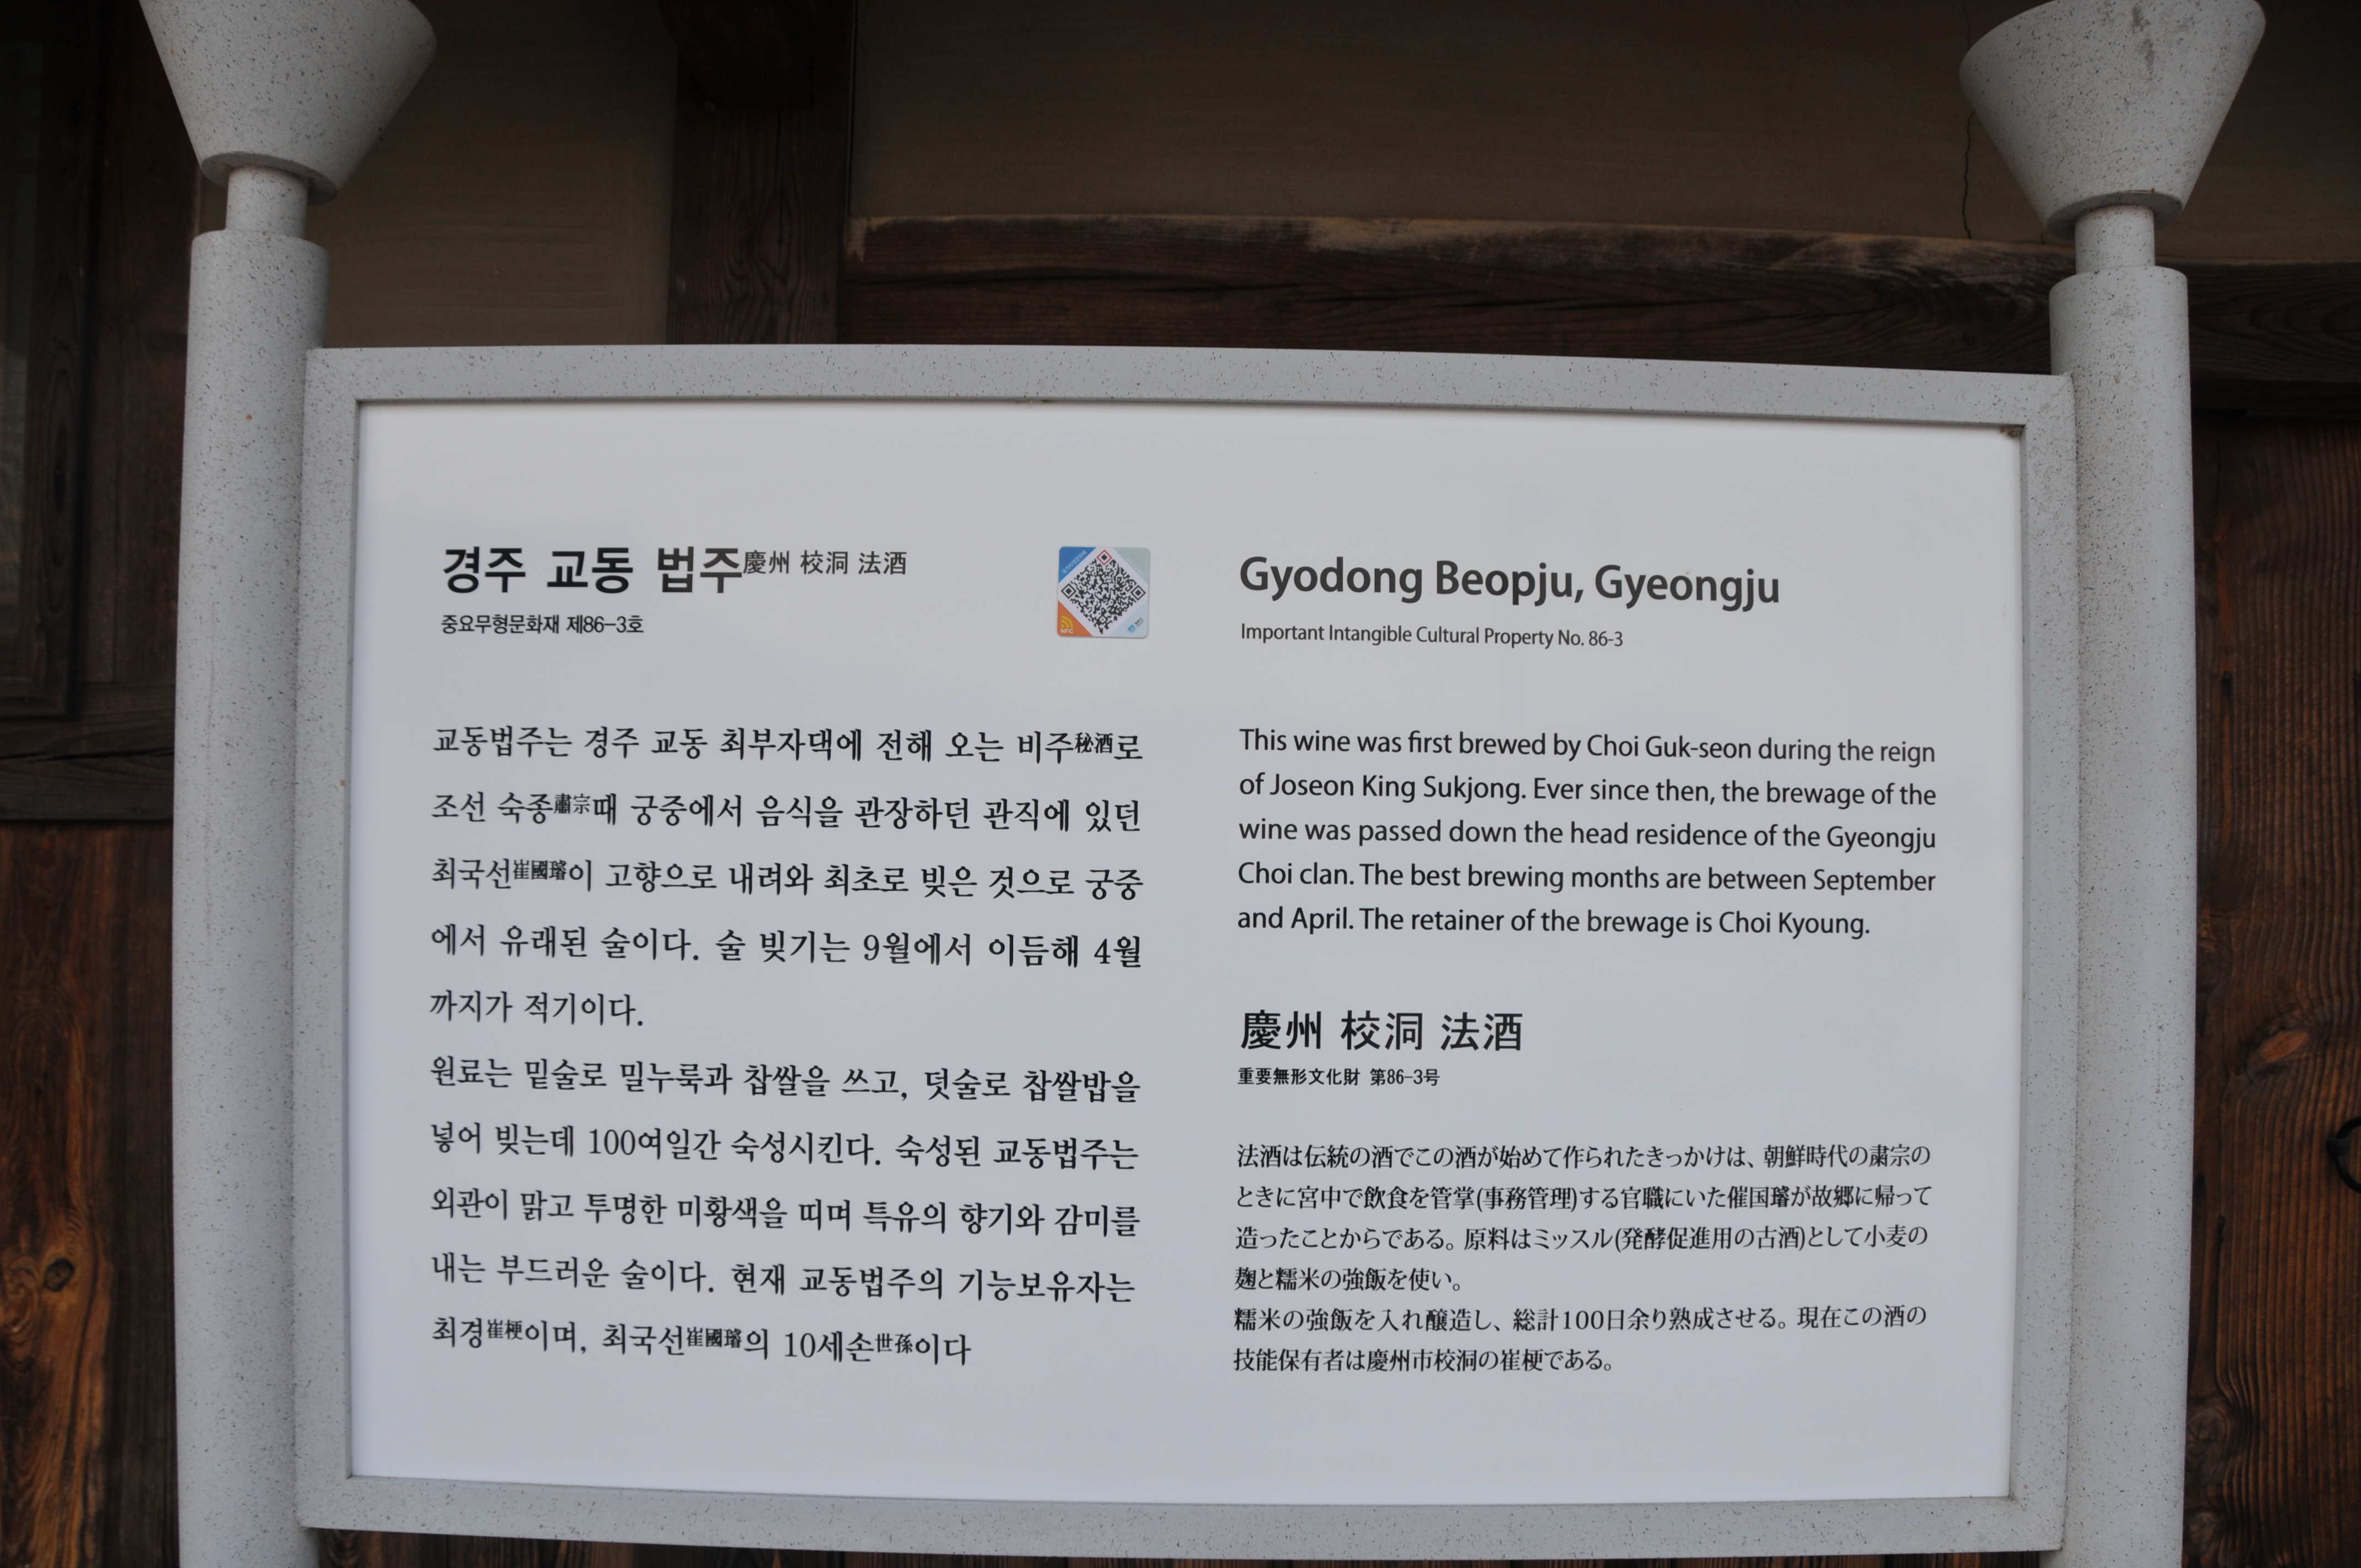 경주 교동 법주慶州 校洞 法酒
중요무형문화재 제86-3호
교동법주는 경주 교동 최부자댁에 전해 오는 비주秘酒로
조선 숙종肅宗때 궁중에서 음식을 관장하던 관직에 있던
최국선崔國璿이 고향으로 내려와 최초로 빚은 것으로 궁중
에서 유래된 술이다. 술 빚기는 9월에서 이듬해 4월
까지가 적기이다.
원료는 밑술로 밀누룩과 찹쌀을 쓰고, 덧술로 찹쌀밥을
넣어 빚는데 100여일간 숙성시킨다. 숙성된 교동법주는
외관이 맑고 투명한 미황색을 띠며 특유의 향기와 감미를
내는 부드러운 술이다. 현재 교동법주의 기능보유자는
최경崔梗이며, 최국선崔國璿의 10세손世孫이다
NFC
Gyodong Beopju, Gyeongju
Important Intangible Cultural Property No. 86-3
This wine was first brewed by Choi Guk-seon during the reign
of Joseon King Sukjong. Ever since then, the brewage of the
wine was passed down the head residence of the Gyeongju
Choi clan. The best brewing months are between September
and April. The retainer of the brewage is Choi Kyoung.
慶州 校洞 法酒
重要無形文化財 第86-3号
法酒は伝統の酒でこの酒が始めて作られたきっかけは、朝鮮時代の粛宗の
ときに宮中で飲食を管掌(事務管理)する官職にいた催国璿が故郷に帰って
造ったことからである。原料はミッスル(発酵促進用の古酒)として小麦の
麹と糯米の強飯を使い。
糯米の強飯を入れ醸造し、総計100日余り熟成させる。現在この酒の
技能保有者は慶州市校洞の崔梗である。